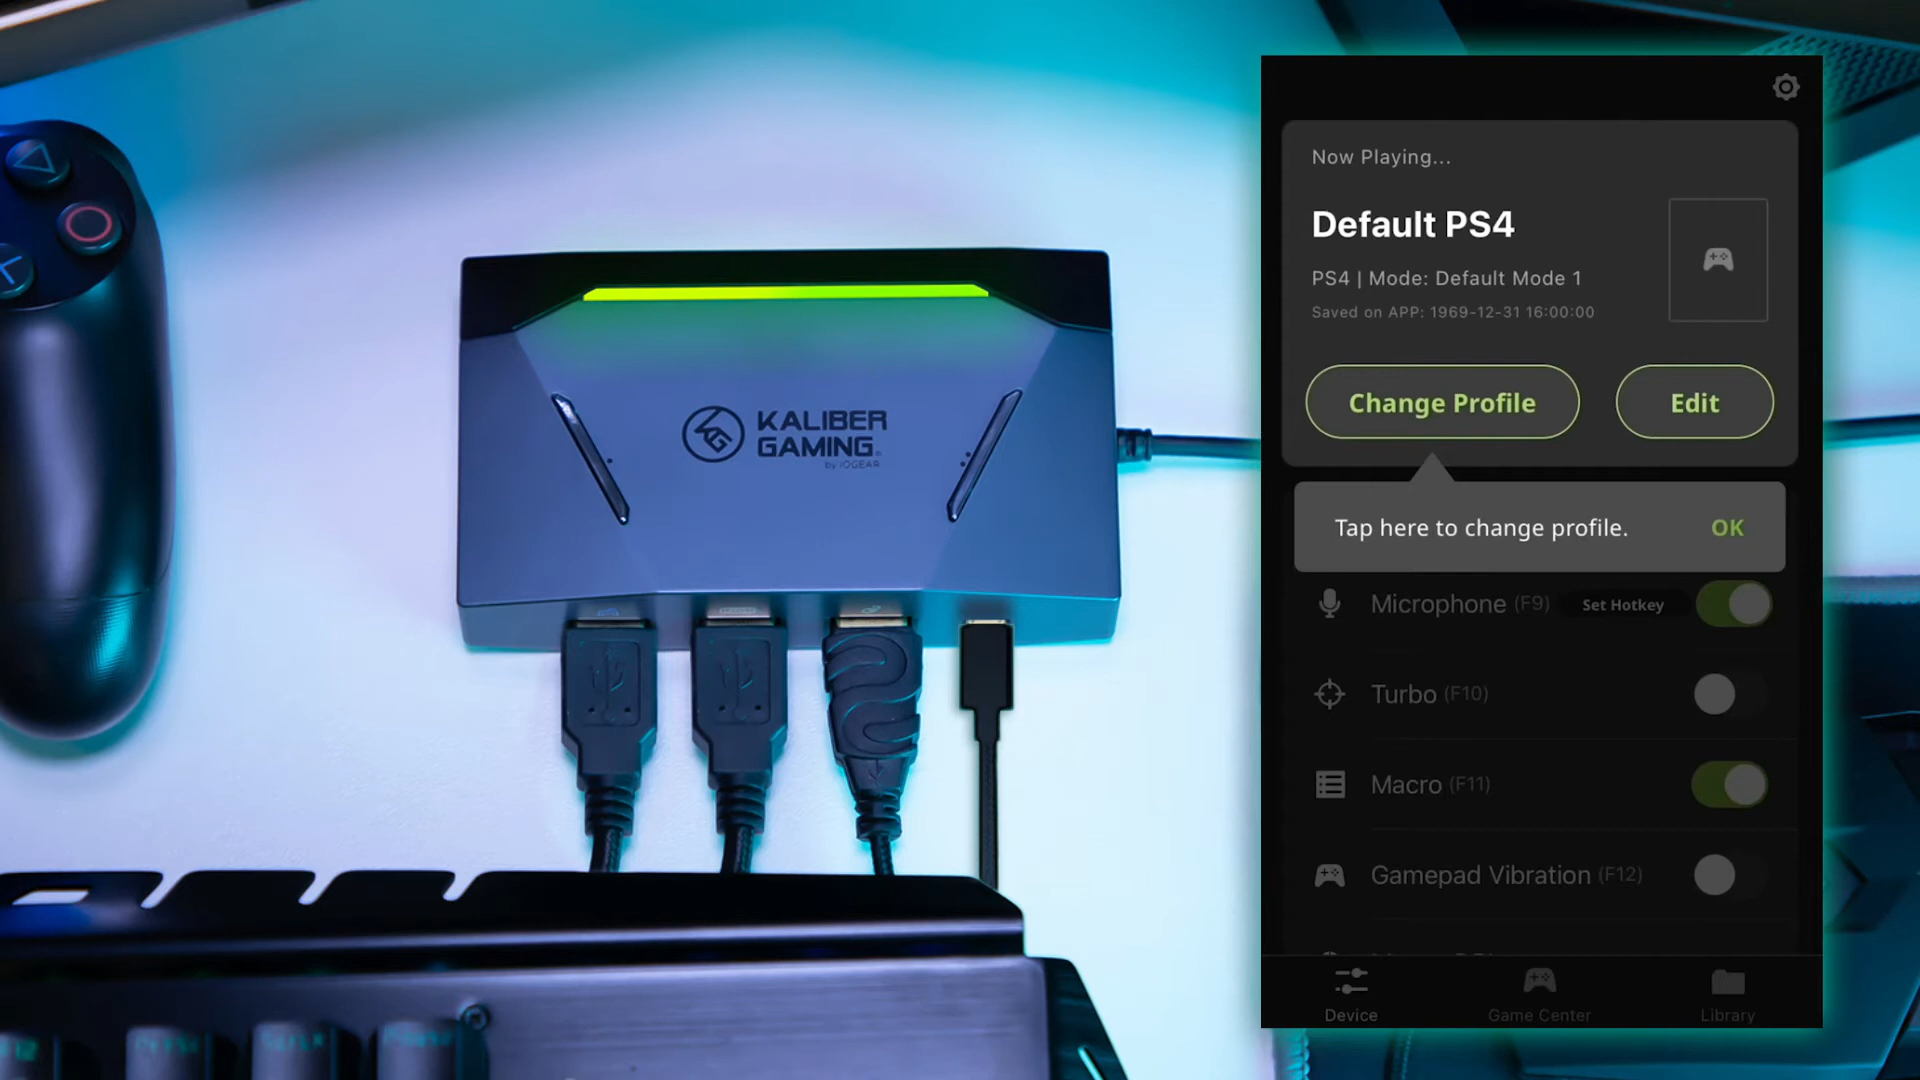 KALIBER
GAMING
by IOGEAR
Now Playing...
Default PS4
PS4 | Mode: Default Mode 1
Saved on APP: 1969-12-31 16:00:00
Change Profile
Edit
Tap here to change profile.
OK
Microphone (F9)
Set Hotkey
Turbo (F10)
Macro (F11)
Gamepad Vibration (F12)
Device
Game Center
Library